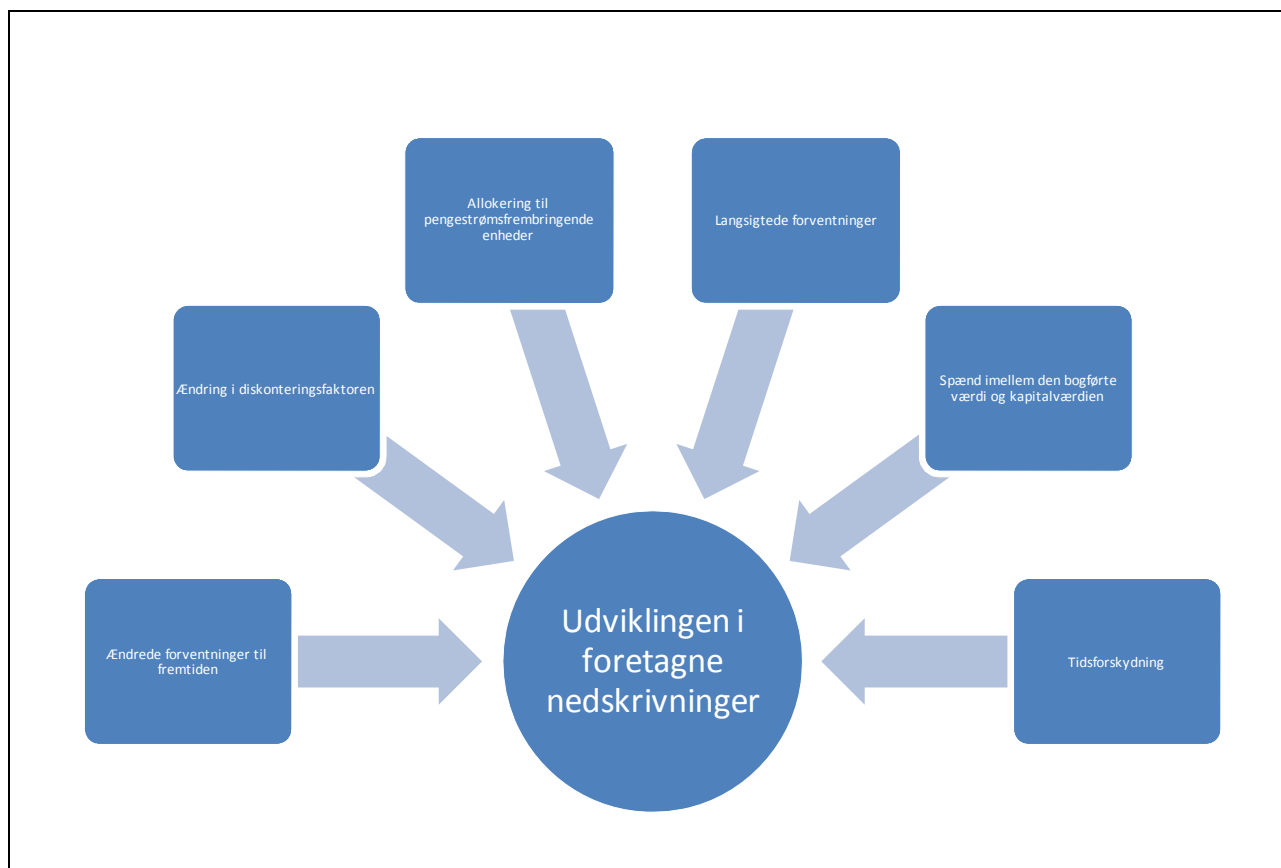 Allokering til
pengestrømsfrembringende
enheder
Langsigtede forventninger
Ændring i diskonteringsfaktoren
Spænd imellem den bogførte
værdi og kapitalværdien
Ændrede forventninger til
fremtiden
Udviklingen i
foretagne
nedskrivninger
Tidsforskydning